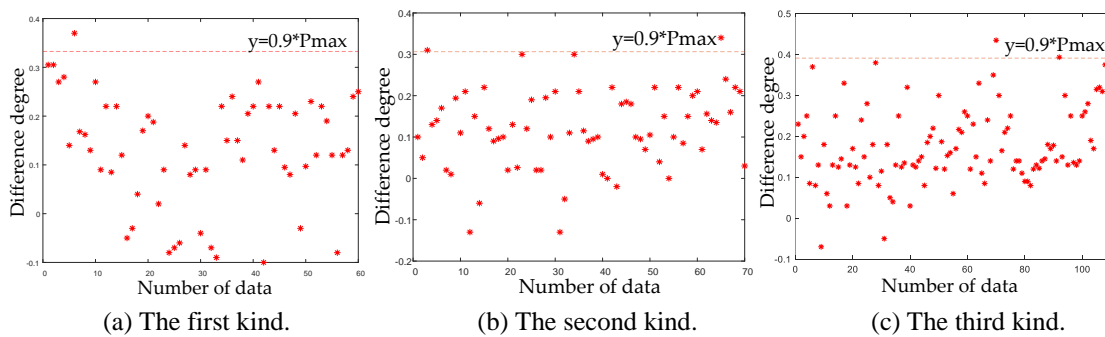 0.4
0.3
0.2
0.1
0
-0.1
0 10 20 30 40 50 60
Difference degree
Number of data
y=0.9*Pmax
(a) The first kind.
0.4
0.3
0.2
0.1
0
-0.1
-0.2
0 10 20 30 40 50 60 70
Difference degree
Number of data
y=0.9*Pmax
(b) The second kind.
0.5
0.4
0.3
0.2
0.1
0
-0.1
0 20 40 60 80 100
Difference degree
Number of data
y=0.9*Pmax
(c) The third kind.